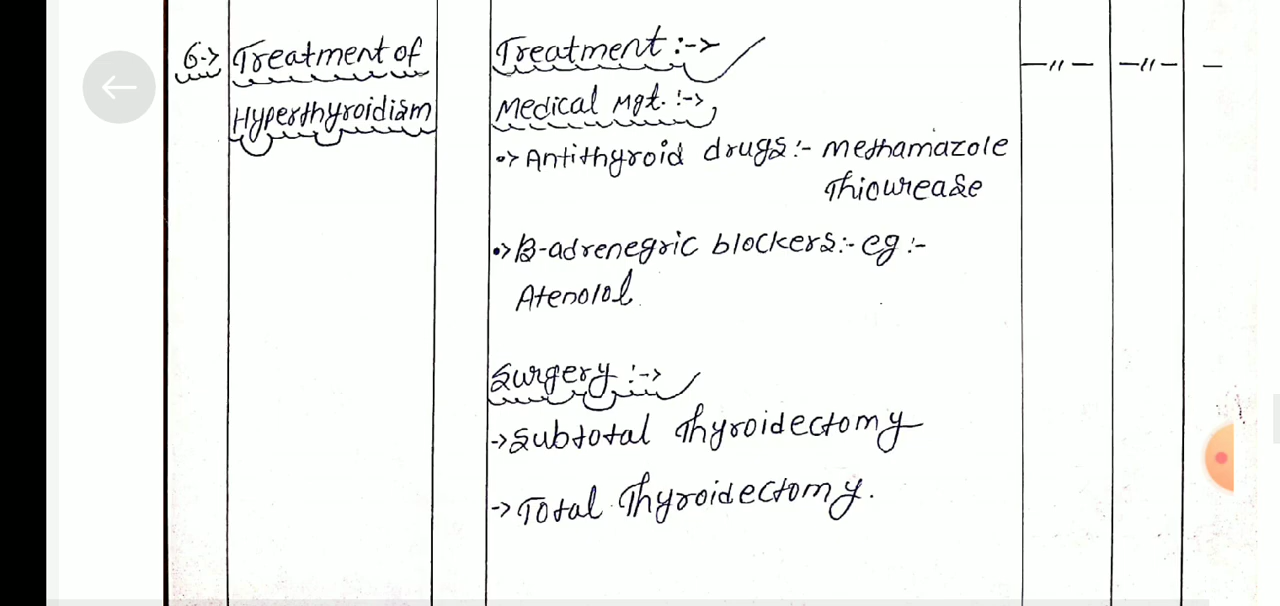 6->
Treatment of
Hyperthyroidism
Treatment :->
Medical Mgt. :->,
•> Antithyroid drugs :- methamazole
Thiourease
•> B-adrenegric blockers :- eg :-
Atenolol
Surgery :->
-> Subtotal Thyroidectomy
-> Total Thyroidectomy.
—〃— —〃— —